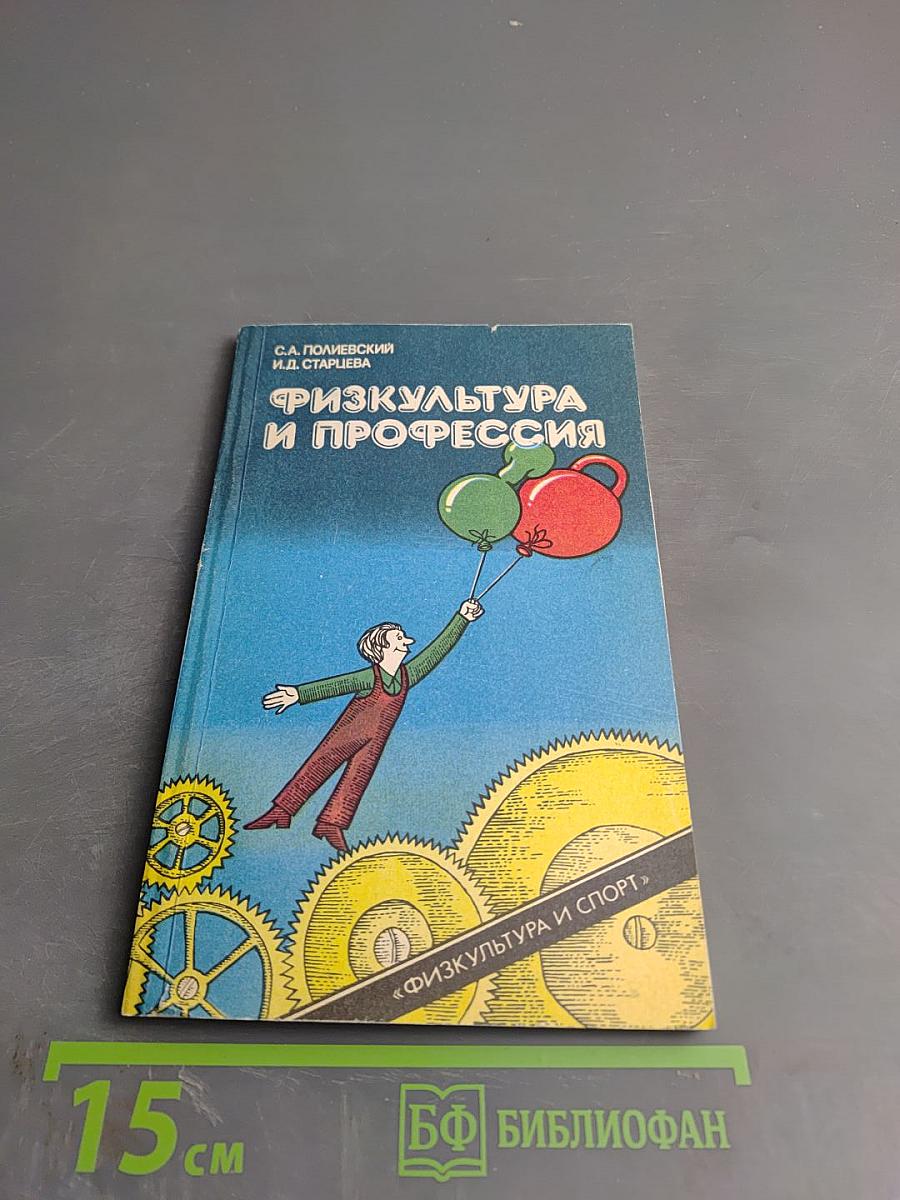 С.А. ПОЛИЕВСКИЙ
И.Д. СТАРЦЕВА
ФИЗКУЛЬТУРА
И ПРОФЕССИЯ
«ФИЗКУЛЬТУРА И СПОРТ»
15 см
БФ БИБЛИОФАН